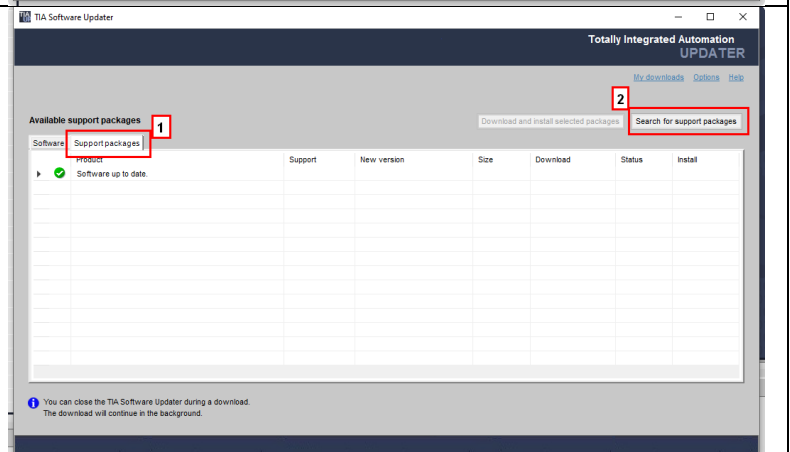 TIA Software Updater
Totally Integrated Automation
UPDATER
My downloads Options Help
2
Available support packages
1
Download and install selected packages Search for support packages
Software Support packages
Product Support New version Size Download Status Install
Software up to date.
You can close the TIA Software Updater during a download.
The download will continue in the background.